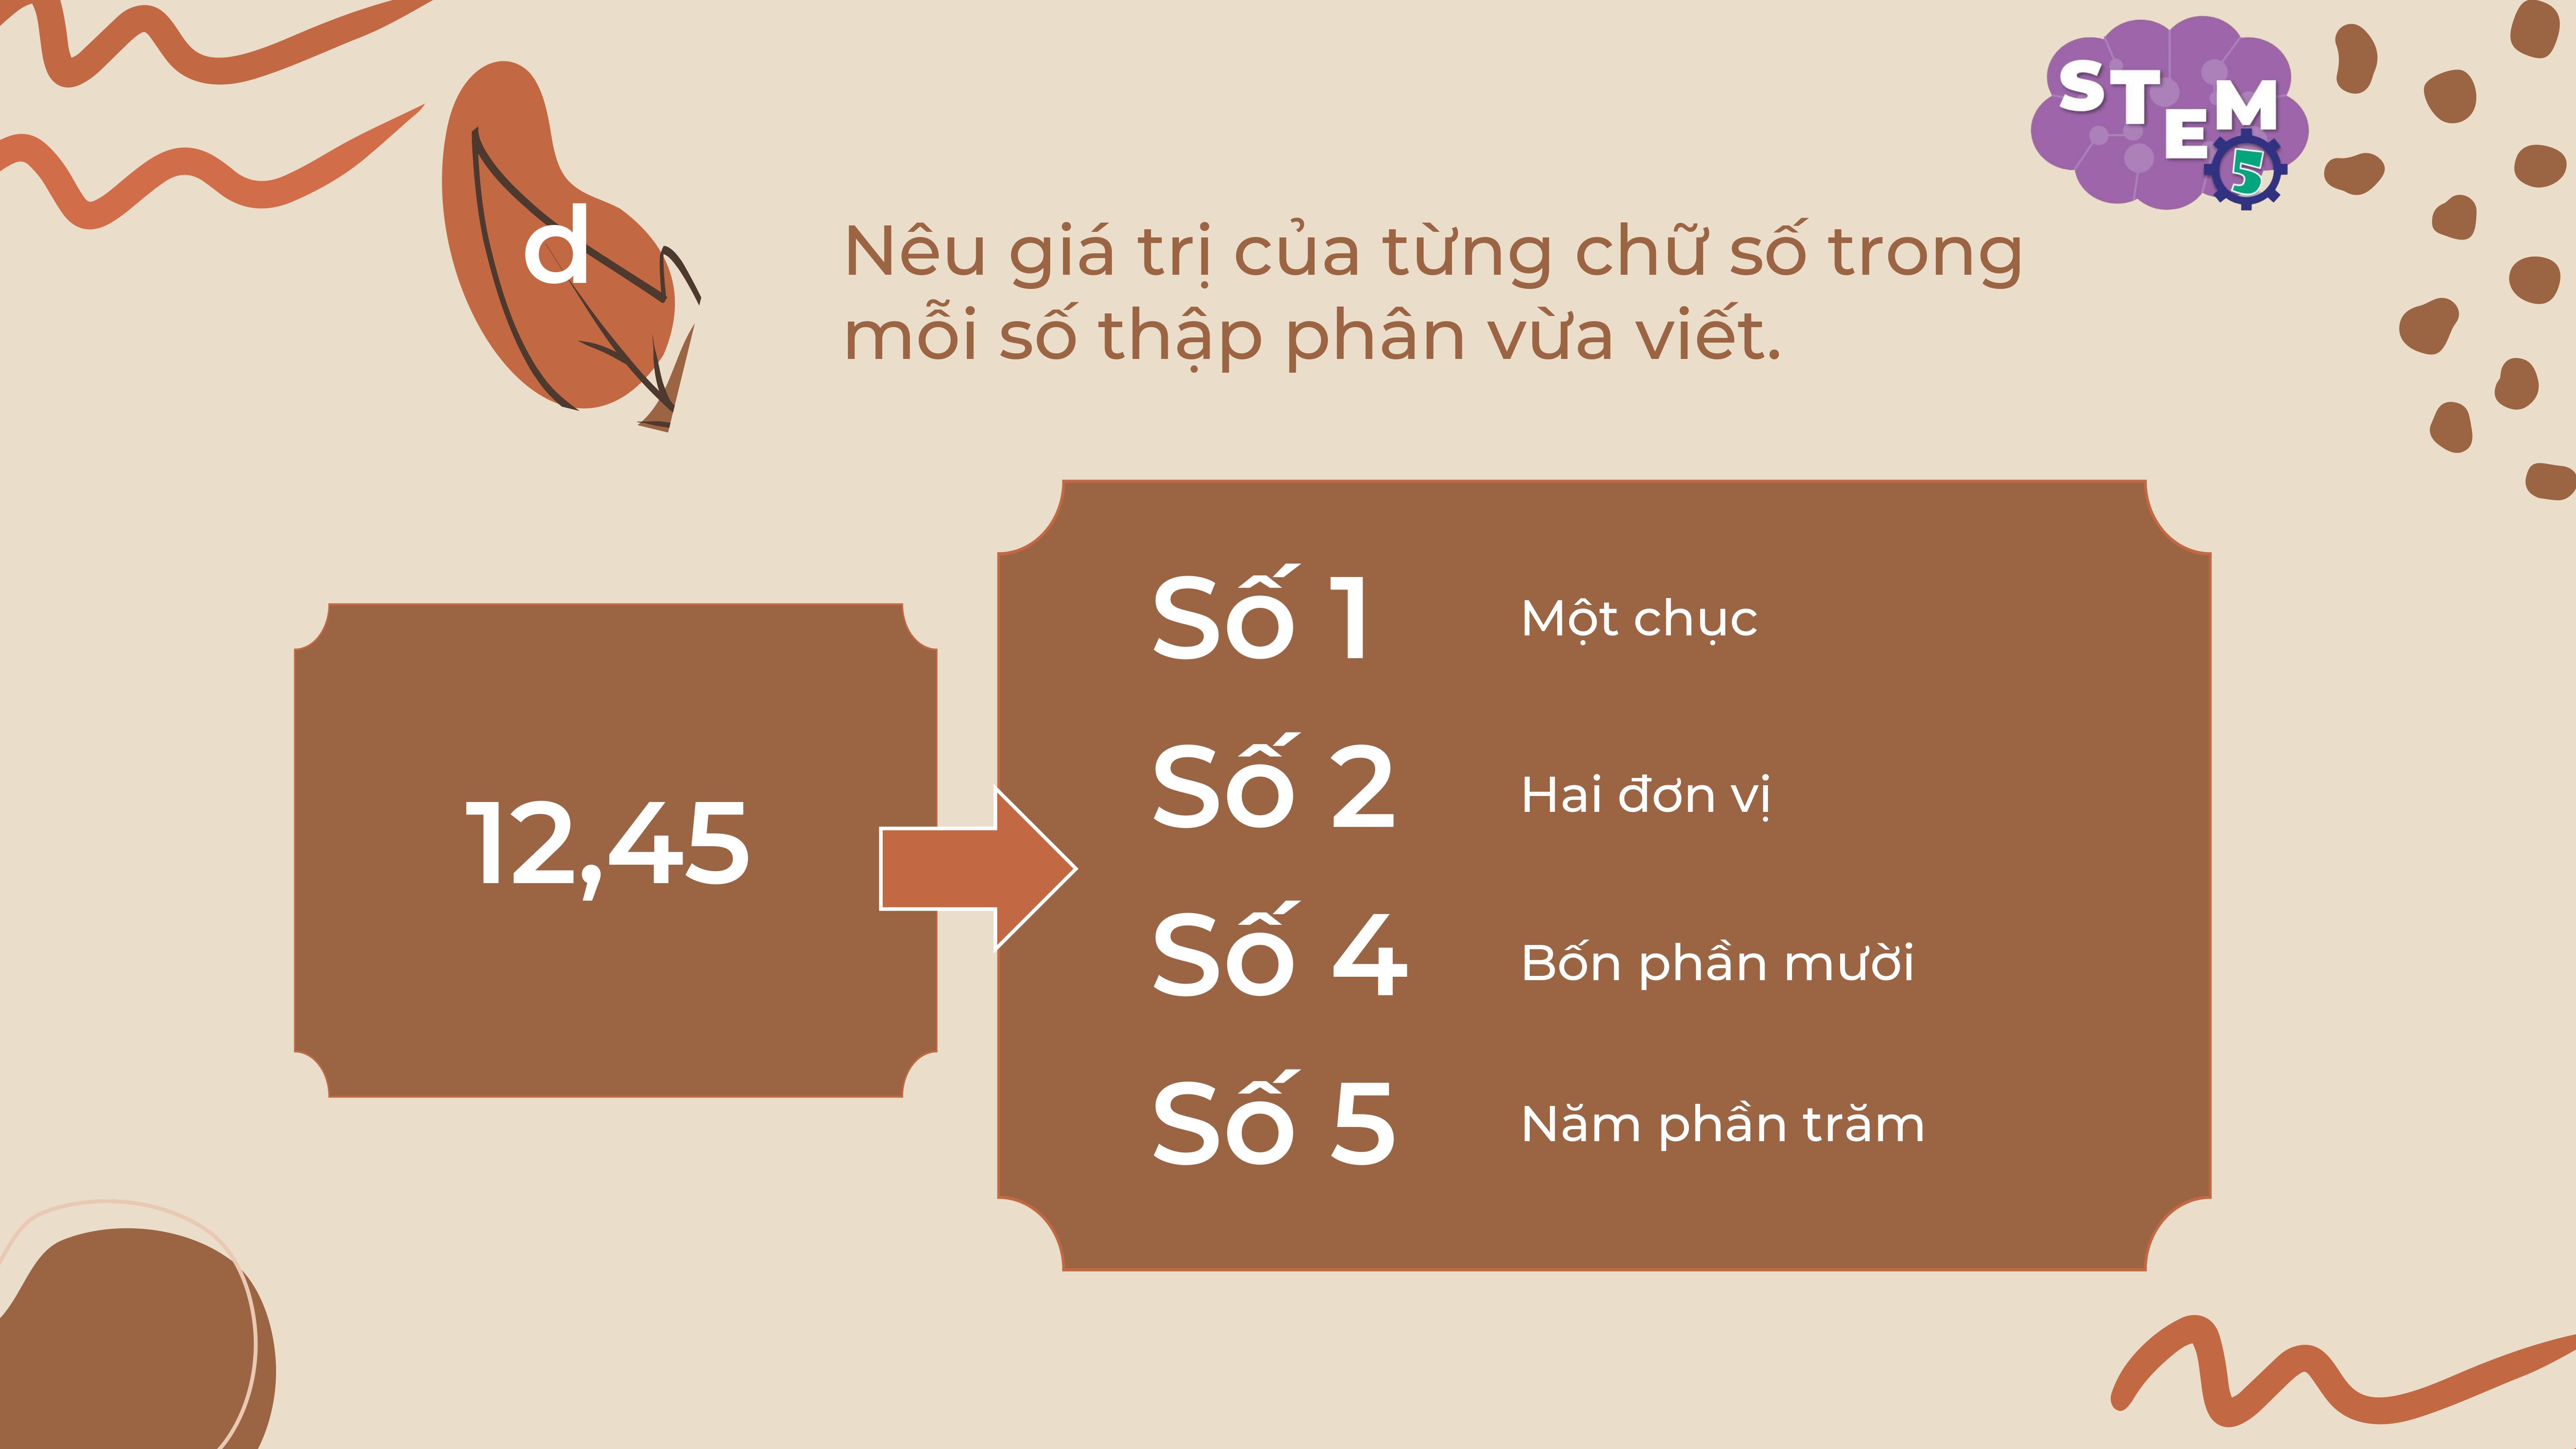 STEM
5
d
Nêu giá trị của từng chữ số trong
mỗi số thập phân vừa viết.
12,45
Số 1 Một chục
Số 2 Hai đơn vị
Số 4 Bốn phần mười
Số 5 Năm phần trăm